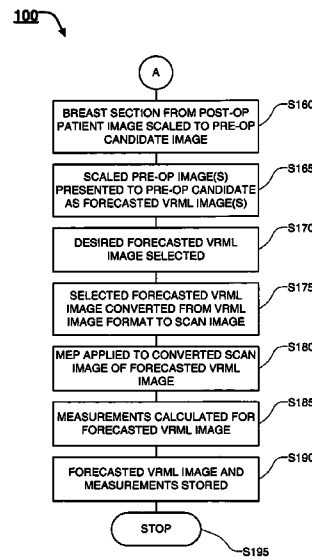 100
A
BREAST SECTION FROM POST-OP
PATIENT IMAGE SCALED TO PRE-OP
CANDIDATE IMAGE
S160
SCALED PRE-OP IMAGE(S)
PRESENTED TO PRE-OP CANDIDATE
AS FORECASTED VRML IMAGE(S)
S165
DESIRED FORECASTED VRML
IMAGE SELECTED
S170
SELECTED FORECASTED VRML
IMAGE CONVERTED FROM VRML
IMAGE FORMAT TO SCAN IMAGE
S175
MEP APPLIED TO CONVERTED SCAN
IMAGE OF FORECASTED VRML
IMAGE
S180
MEASUREMENTS CALCULATED FOR
FORECASTED VRML IMAGE
S185
FORECASTED VRML IMAGE AND
MEASUREMENTS STORED
S190
STOP
S195